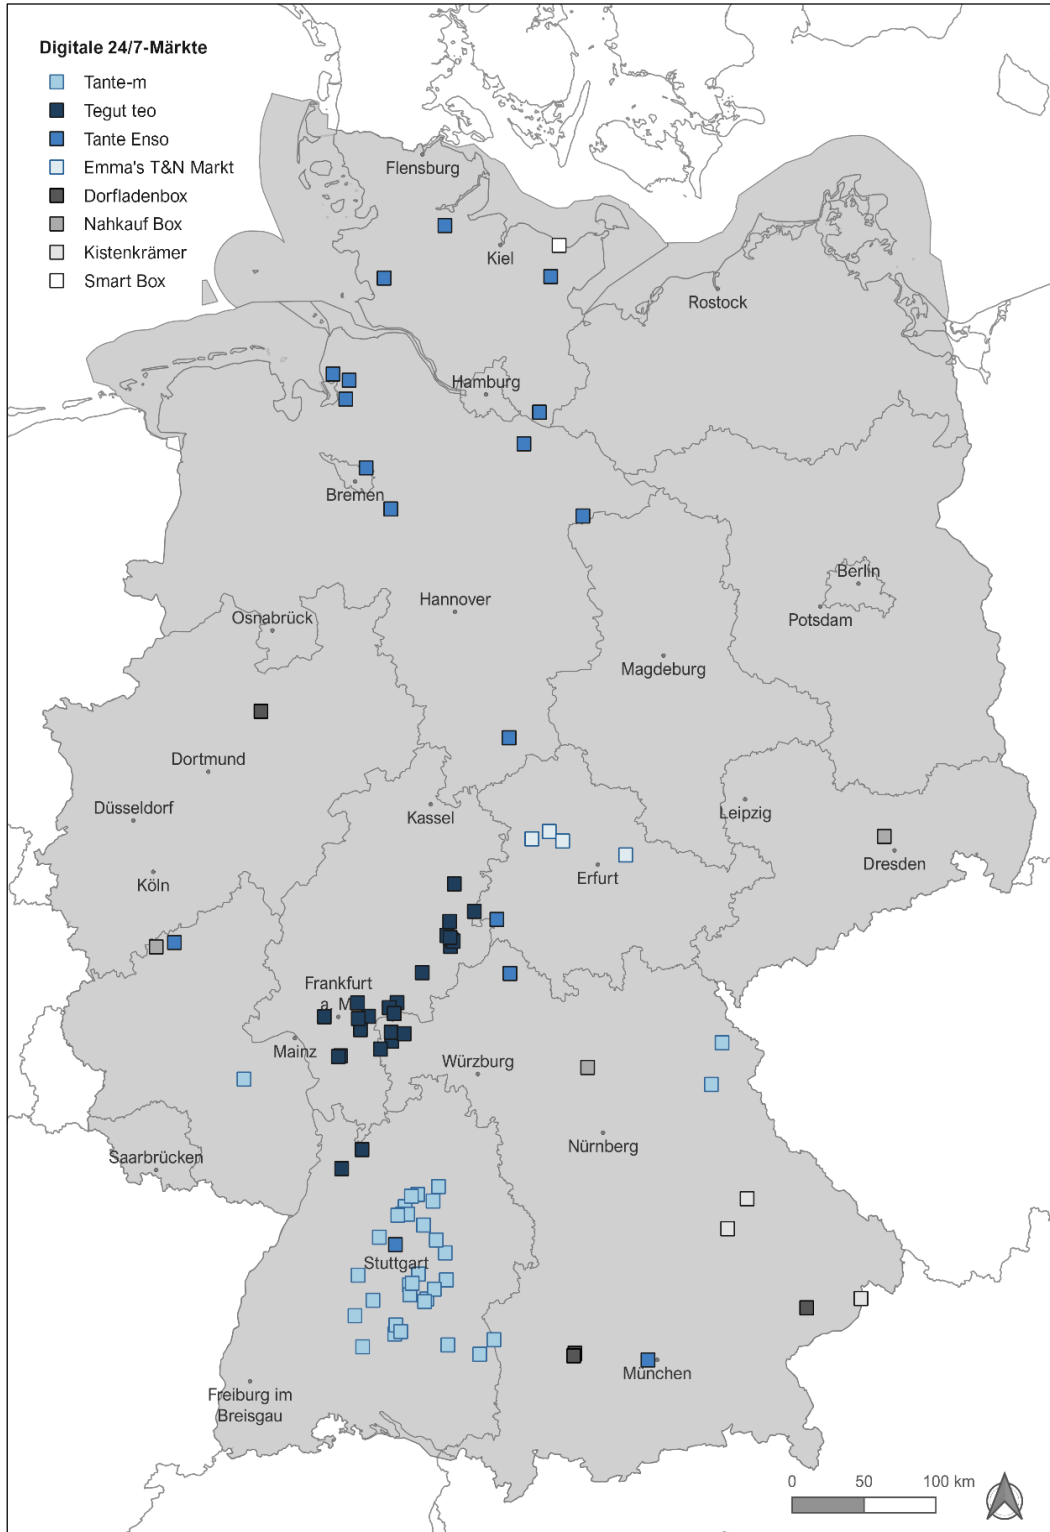 Digitale 24/7-Märkte
Tante-m
Tegut teo
Tante Enso
Emma's T&N Markt
Dorfladenbox
Nahkauf Box
Kistenkrämer
Smart Box
Flensburg
Kiel
Rostock
Hamburg
Bremen
Berlin
Hannover
Osnabrück
Potsdam
Magdeburg
Dortmund
Düsseldorf
Kassel
Leipzig
Dresden
Köln
Erfurt
Frankfurt
a. M.
Mainz
Würzburg
Nürnberg
Saarbrücken
Stuttgart
München
Freiburg im
Breisgau
0 50 100 km